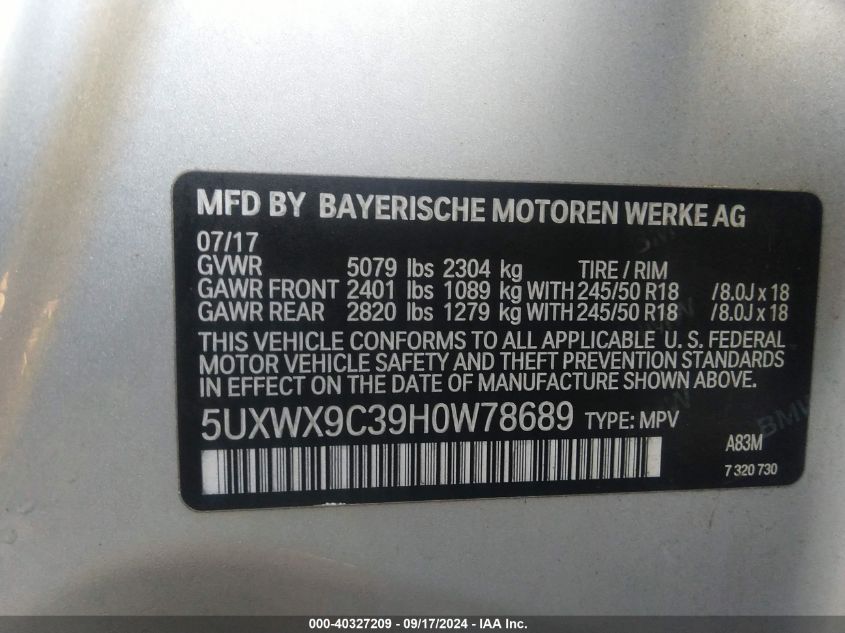 MFD BY BAYERISCHE MOTOREN WERKE AG
07/17
GVWR 5079 lbs 2304 kg TIRE / RIM
GAWR FRONT 2401 lbs 1089 kg WITH 245/50 R18 /8.0J x 18
GAWR REAR 2820 lbs 1279 kg WITH 245/50 R18 /8.0J x 18
THIS VEHICLE CONFORMS TO ALL APPLICABLE U. S. FEDERAL
MOTOR VEHICLE SAFETY AND THEFT PREVENTION STANDARDS
IN EFFECT ON THE DATE OF MANUFACTURE SHOWN ABOVE.
5UXWX9C39H0W78689 TYPE: MPV
BMW
A83M
7 320 730
000-40327209 - 09/17/2024 - IAA Inc.